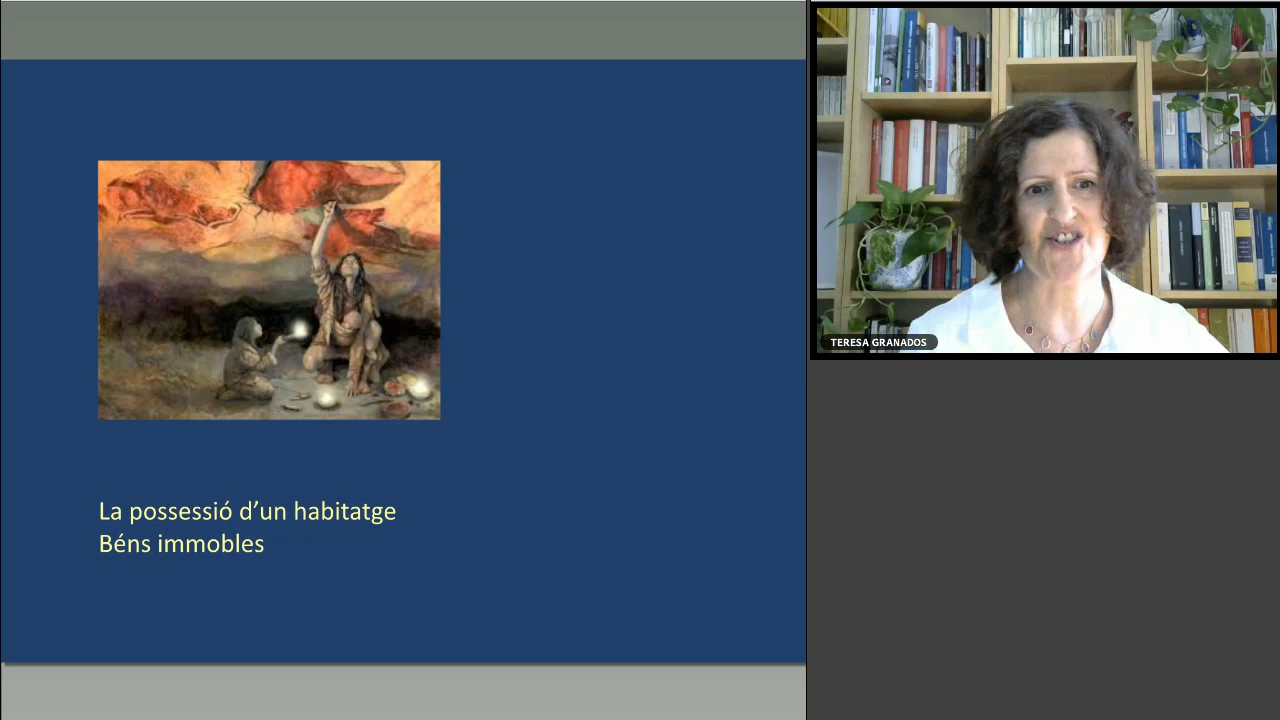 La possessió d’un habitatge
Béns immobles
TERESA GRANADOS